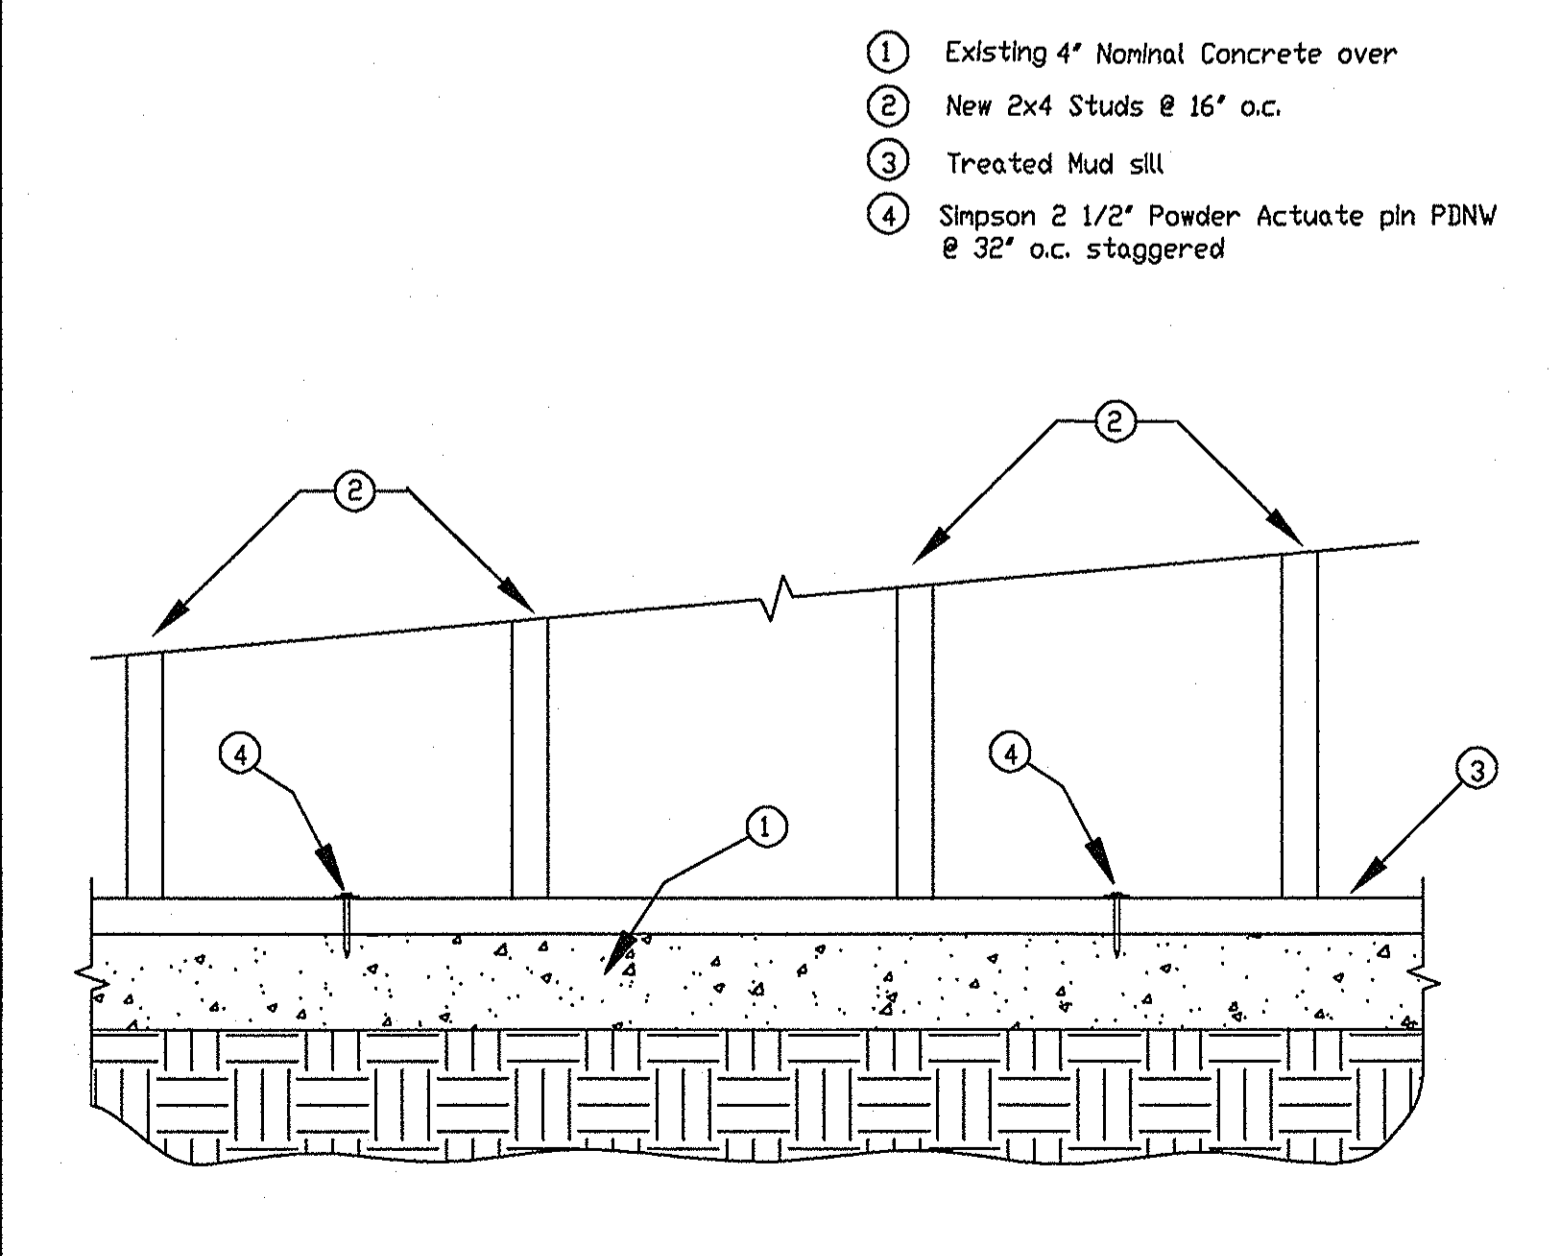 1 Existing 4" Nominal Concrete over
2 New 2x4 Studs @ 16" o.c.
3 Treated Mud sill
4 Simpson 2 1/2" Powder Actuate pin PDNW
@ 32" o.c. staggered
2
2
4
4
3
1